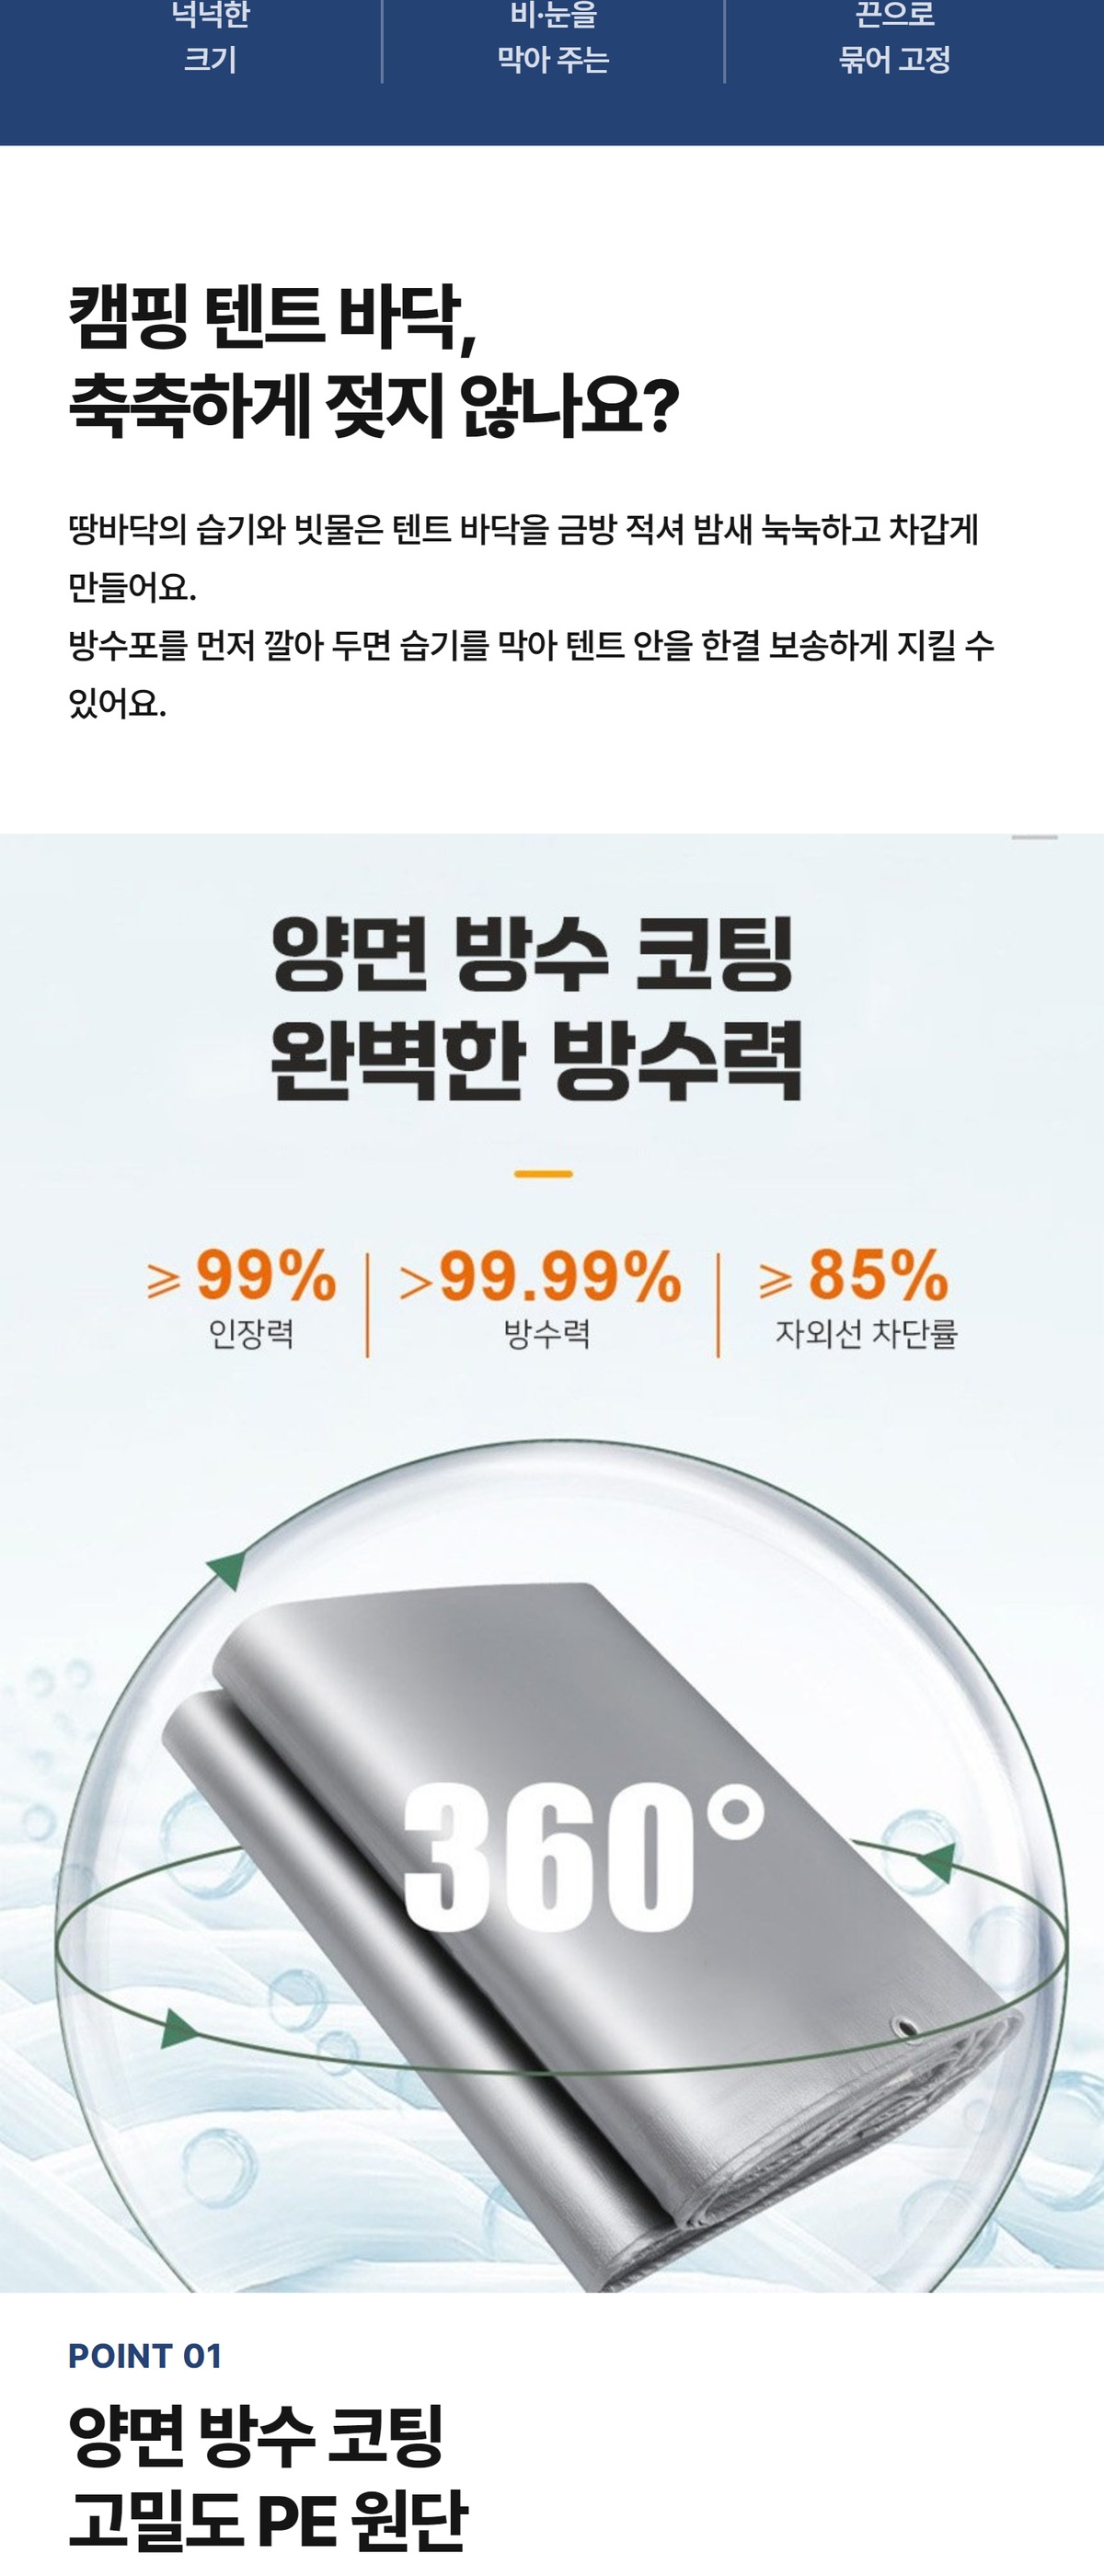 넉넉한
크기
비·눈을
막아 주는
끈으로
묶어 고정
캠핑 텐트 바닥,
축축하게 젖지 않나요?
땅바닥의 습기와 빗물은 텐트 바닥을 금방 적셔 밤새 눅눅하고 차갑게
만들어요.
방수포를 먼저 깔아 두면 습기를 막아 텐트 안을 한결 보송하게 지킬 수
있어요.
양면 방수 코팅
완벽한 방수력
⩾ 99%
인장력
>99.99%
방수력
⩾ 85%
자외선 차단률
360°
POINT 01
양면 방수 코팅
고밀도 PE 원단